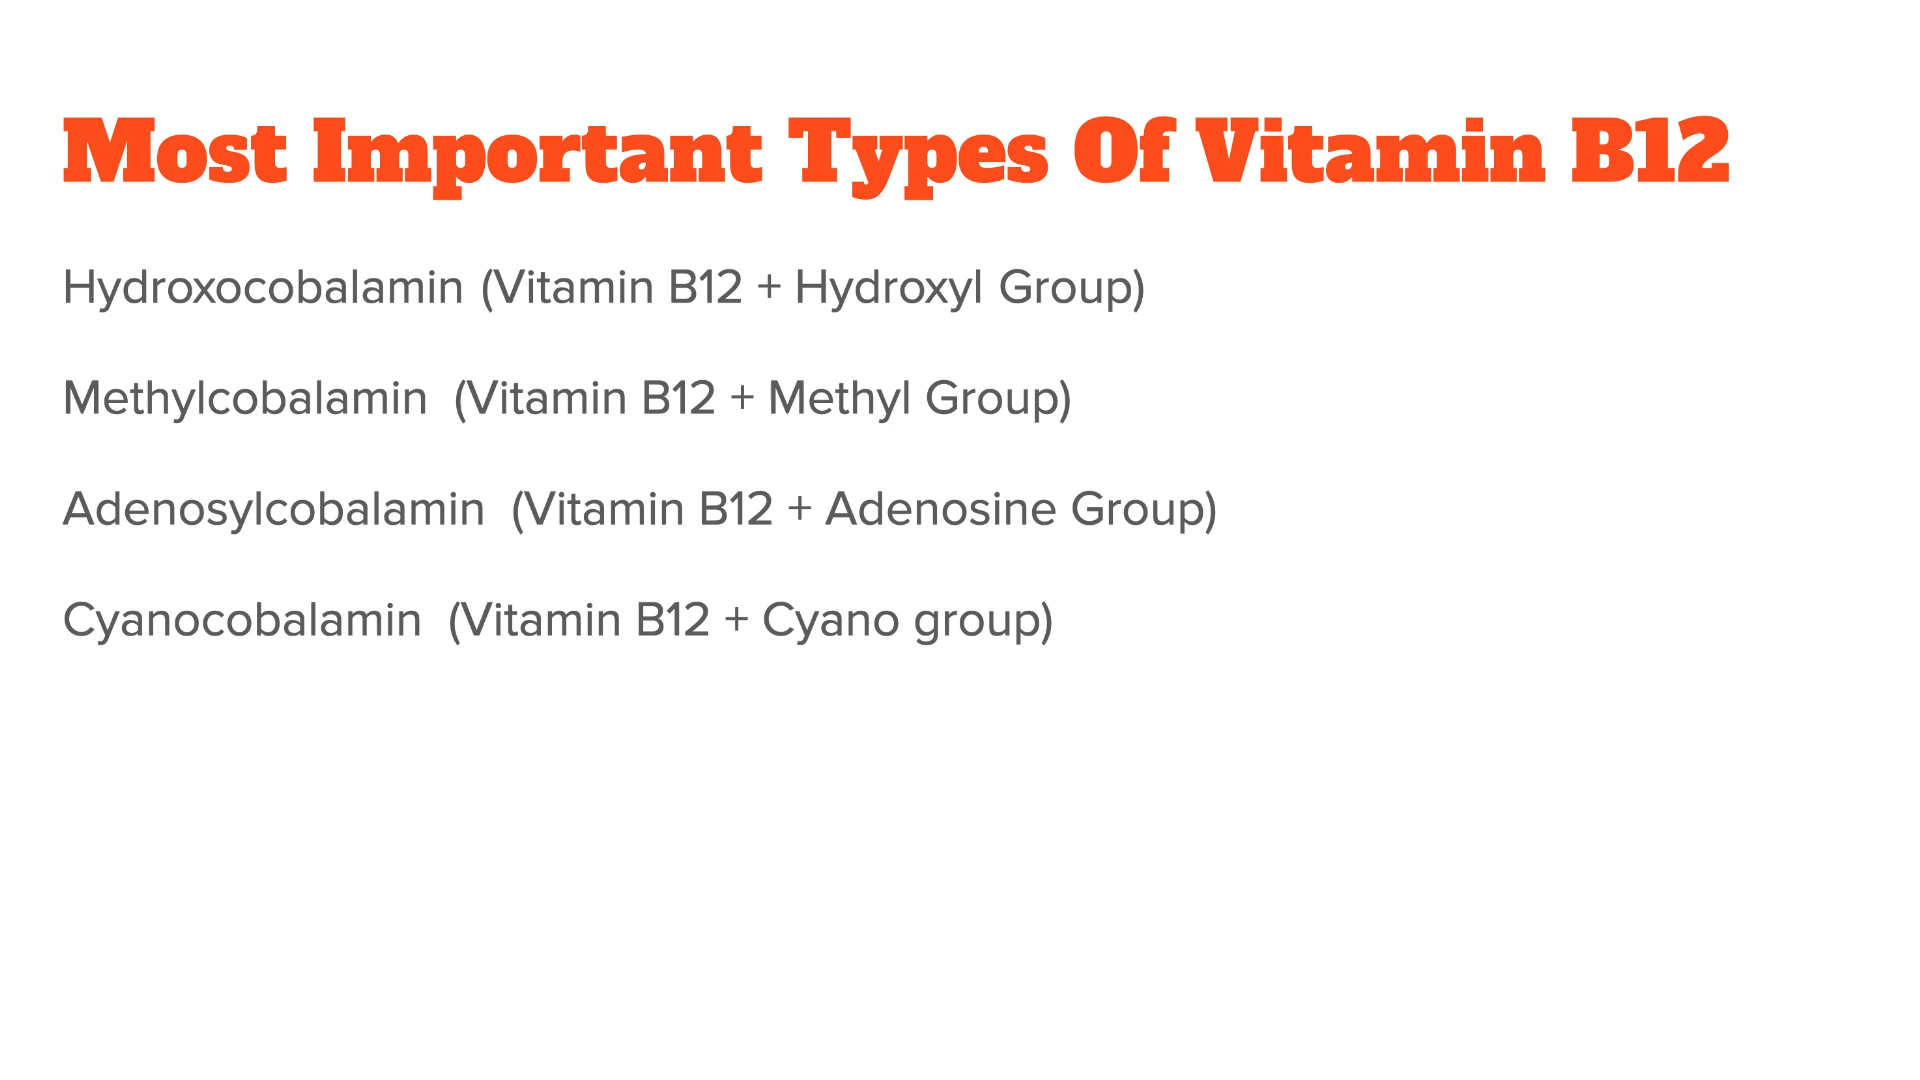 Most Important Types Of Vitamin B12
Hydroxocobalamin (Vitamin B12 + Hydroxyl Group)
Methylcobalamin (Vitamin B12 + Methyl Group)
Adenosylcobalamin (Vitamin B12 + Adenosine Group)
Cyanocobalamin (Vitamin B12 + Cyano group)